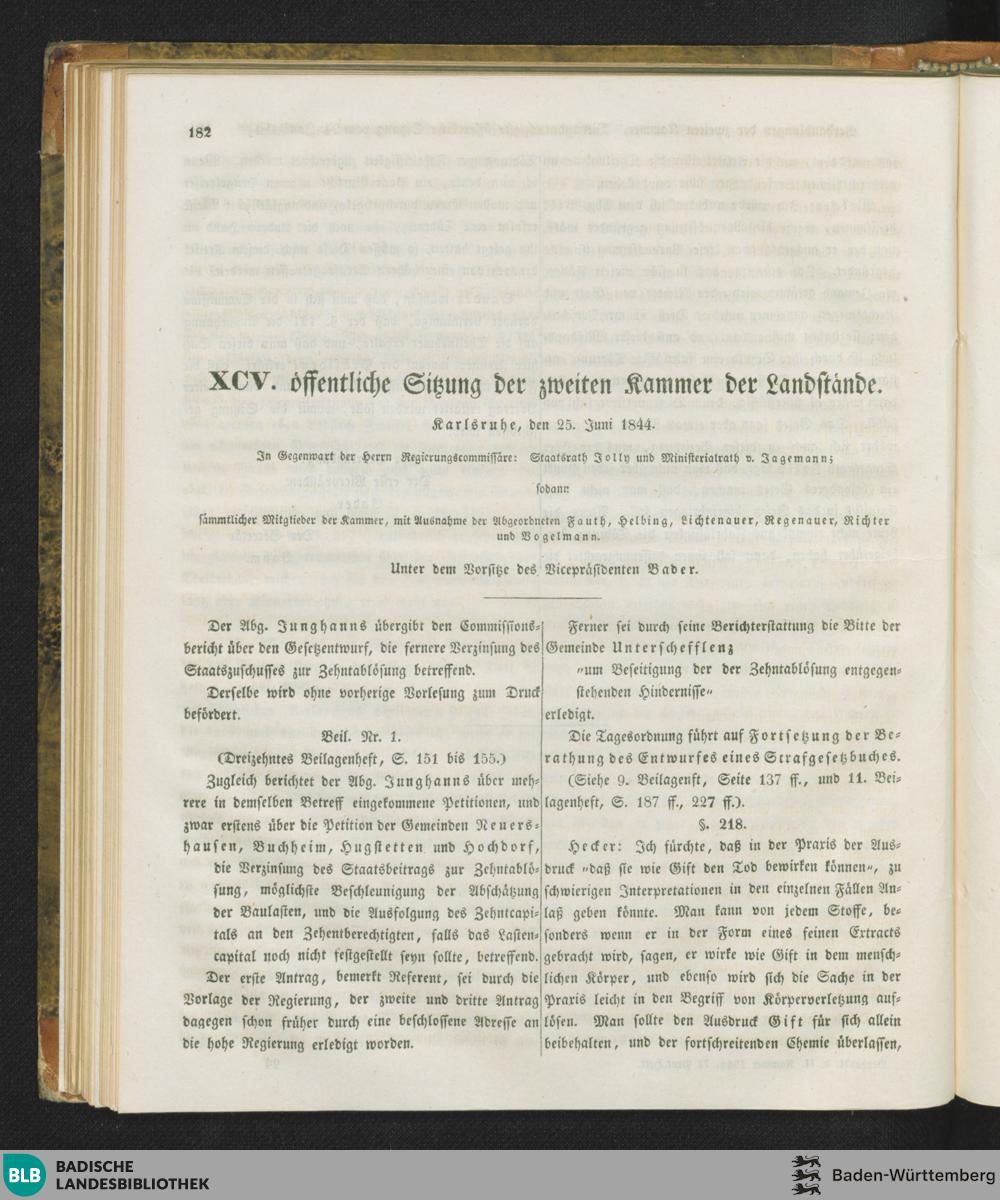 182
XCV. öffentliche Sitzung der zweiten Kammer der Landstände.
Karlsruhe, den 25. Juni 1844.
In Gegenwart der Herrn Regierungscommissäre: Staatsrath Jolly und Ministerialrath v. Jagemann;
sodann
sämmtlicher Mitglieder der Kammer, mit Ausnahme der Abgeordneten Fauth, Helbing, Lichtenauer, Regenauer, Richter
und Vogelmann.
Unter dem Vorsitze des Vicepräsidenten Bader.
Der Abg. Junghanns übergibt den Commissions-
bericht über den Gesetzentwurf, die fernere Verzinsung des
Staatszuschusses zur Zehntablösung betreffend.
Derselbe wird ohne vorherige Vorlesung zum Druck
befördert.
Beil. Nr. 1.
(Dreizehntes Beilagenheft, S. 151 bis 155.)
Zugleich berichtet der Abg. Junghanns über meh-
rere in demselben Betreff eingekommene Petitionen, und
zwar erstens über die Petition der Gemeinden Neuers-
hausen, Buchheim, Hugstetten und Hochdorf,
die Verzinsung des Staatsbeitrags zur Zehntablö-
sung, möglichste Beschleunigung der Abschätzung
der Baulasten, und die Ausfolgung des Zehntcapi-
tals an den Zehentberechtigten, falls das Lasten-
capital noch nicht festgestellt seyn sollte, betreffend.
Der erste Antrag, bemerkt Referent, sei durch die
Vorlage der Regierung, der zweite und dritte Antrag
dagegen schon früher durch eine beschlossene Adresse an
die hohe Regierung erledigt worden.
Ferner sei durch seine Berichterstattung die Bitte der
Gemeinde Unterschefflenz
„um Beseitigung der der Zehntablösung entgegen-
stehenden Hindernisse“
erledigt.
Die Tagesordnung führt auf Fortsetzung der Be-
rathung des Entwurfes eines Strafgesetzbuches.
(Siehe 9. Beilagenft, Seite 137 ff., und 11. Bei-
lagenheft, S. 187 ff., 227 ff.).
§. 218.
Hecker: Ich fürchte, daß in der Praxis der Aus-
druck „daß sie wie Gift den Tod bewirken können“, zu
schwierigen Interpretationen in den einzelnen Fällen An-
laß geben könnte. Man kann von jedem Stoffe, be-
sonders wenn er in der Form eines feinen Extracts
gebracht wird, sagen, er wirke wie Gift in dem mensch-
lichen Körper, und ebenso wird sich die Sache in der
Praxis leicht in den Begriff von Körperverletzung auf-
lösen. Man sollte den Ausdruck Gift für sich allein
beibehalten, und der fortschreitenden Chemie überlassen,
BLB BADISCHE
LANDESBIBLIOTHEK
Baden-Württemberg